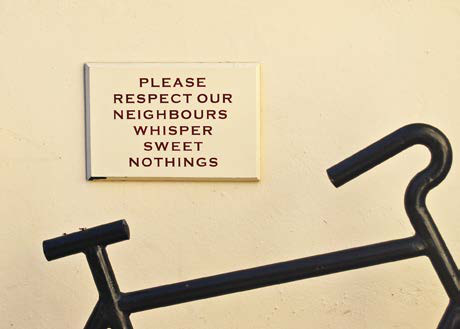 PLEASE
RESPECT OUR
NEIGHBOURS
WHISPER
SWEET
NOTHINGS